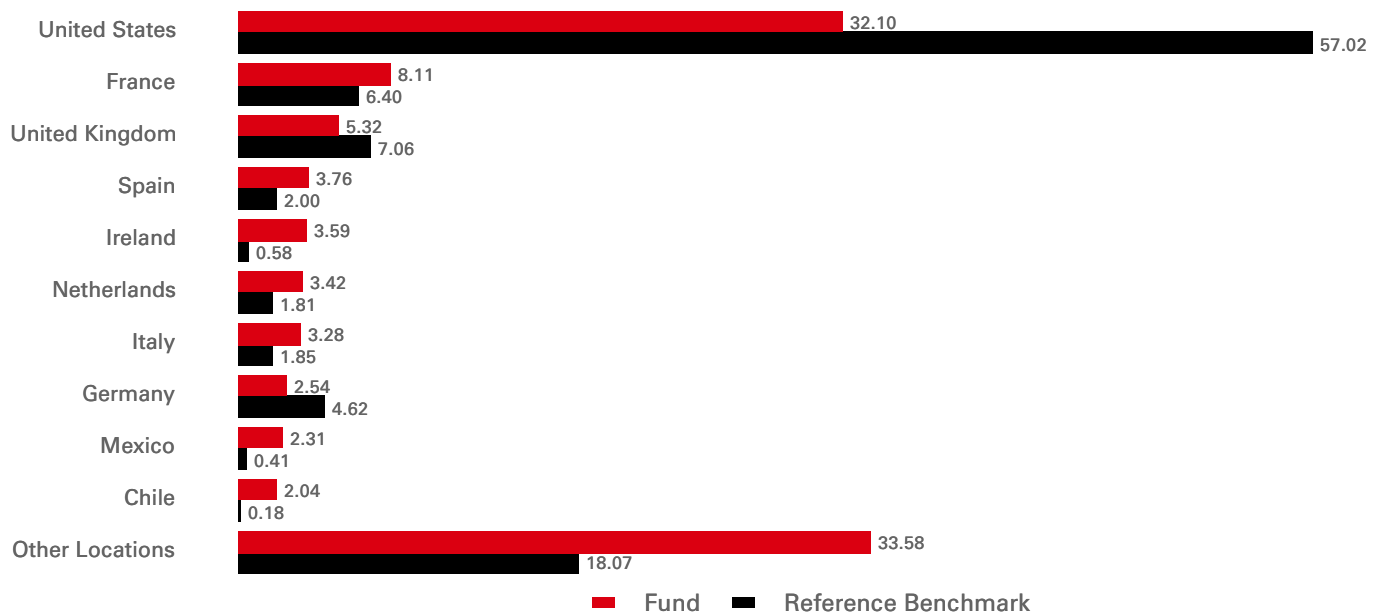 United States 32.10
57.02
France 8.11
6.40
United Kingdom 5.32
7.06
Spain 3.76
2.00
Ireland 3.59
0.58
Netherlands 3.42
1.81
Italy 3.28
1.85
Germany 2.54
4.62
Mexico 2.31
0.41
Chile 2.04
0.18
Other Locations 33.58
18.07
Fund Reference Benchmark